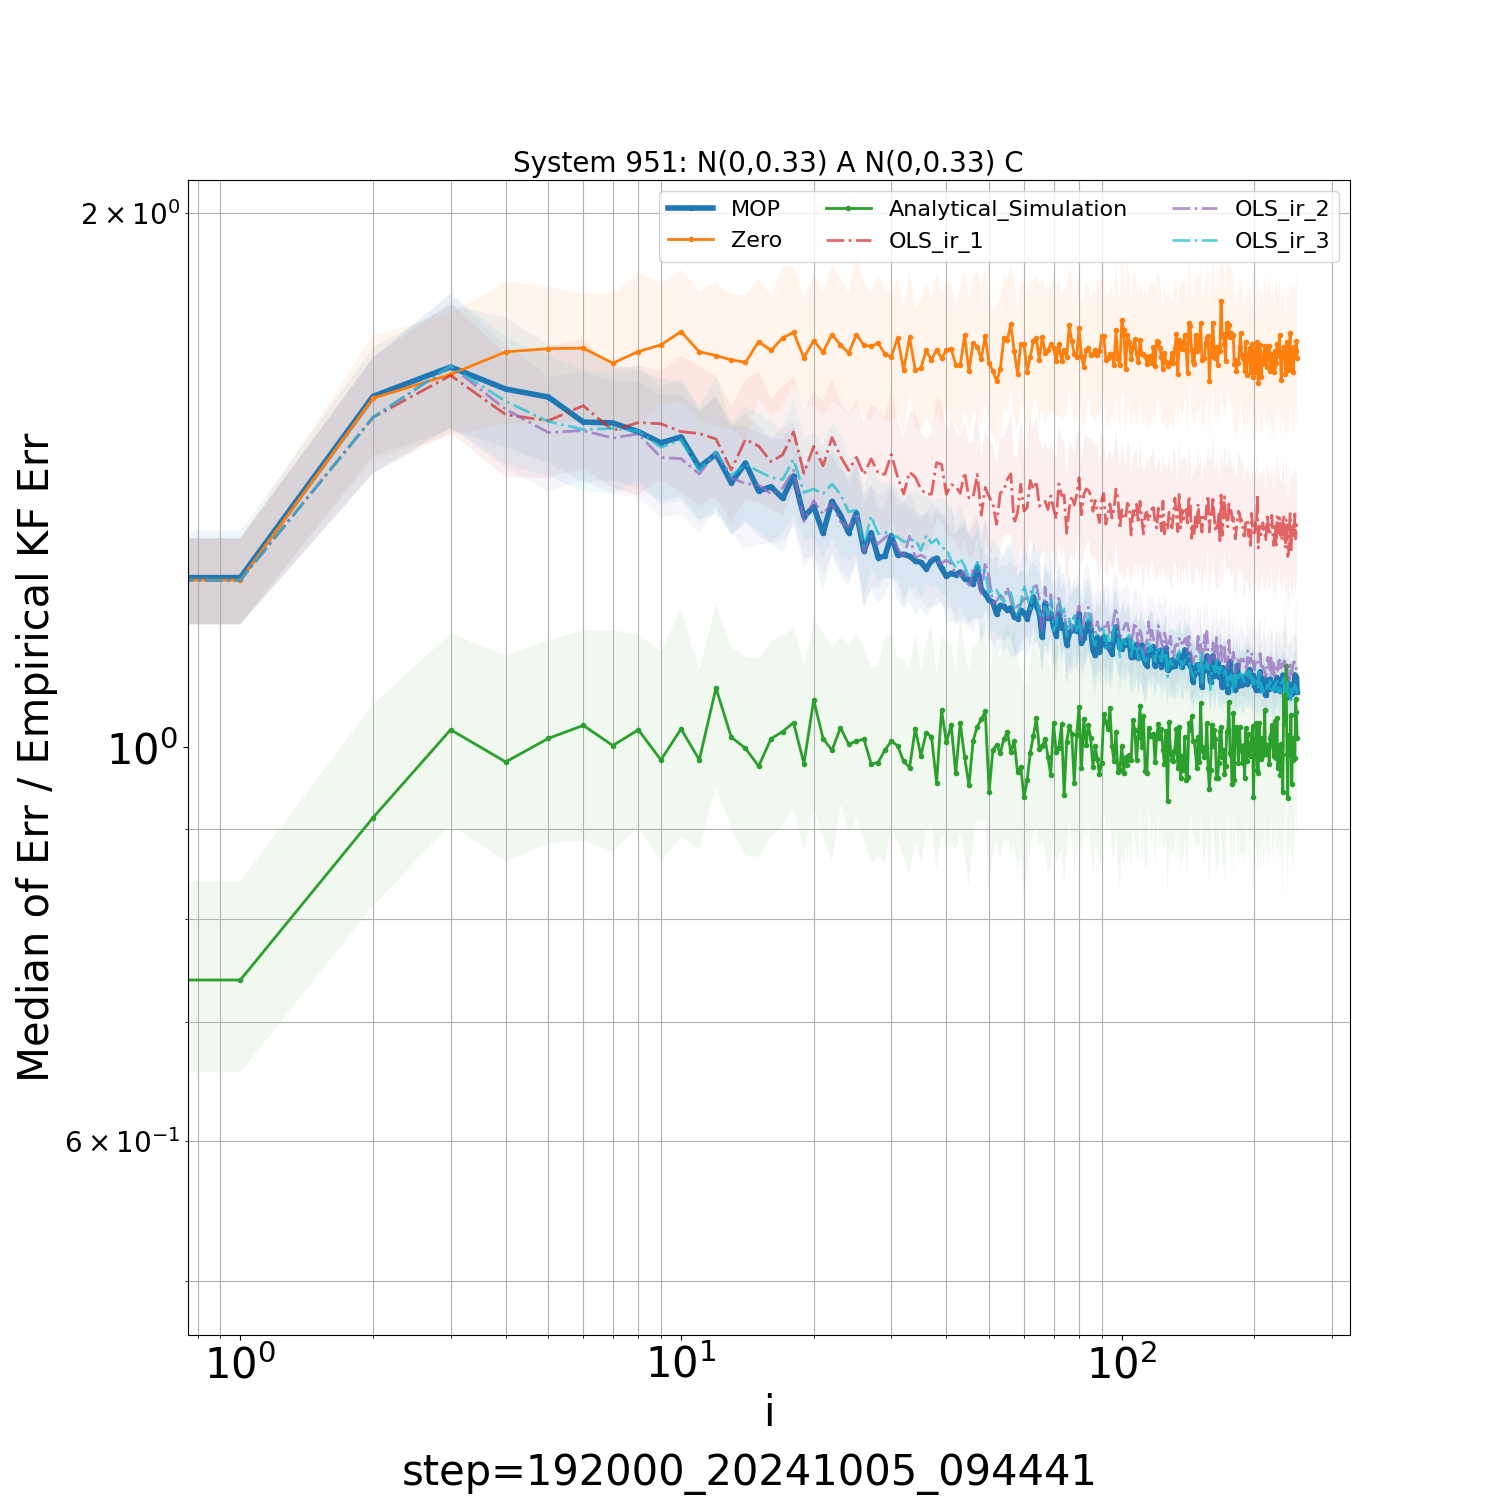 System 951: N(0,0.33) A N(0,0.33) C
MOP
Zero
Analytical_Simulation
OLS_ir_1
OLS_ir_2
OLS_ir_3
Median of Err / Empirical KF Err
2 × 10⁰
10⁰
6 × 10⁻¹
10⁰
10¹
10²
i
step=192000_20241005_094441